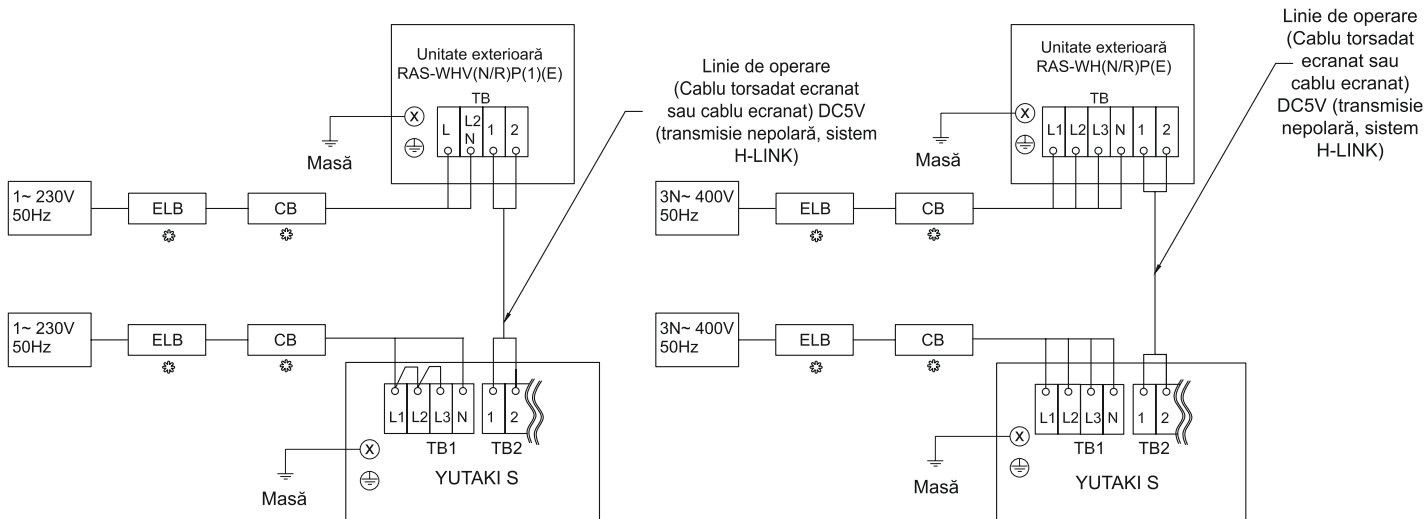 Unitate exterioară
RAS-WHV(N/R)P(1)(E)
TB
L
L2
N
1
2
Masă
1~ 230V
50Hz
ELB
CB
Linie de operare
(Cablu torsadat ecranat
sau cablu ecranat) DC5V
(transmisie nepolară, sistem
H-LINK)
1~ 230V
50Hz
ELB
CB
L1
L2
L3
N
1
2
TB1
TB2
Masă
YUTAKI S
Unitate exterioară
RAS-WH(N/R)P(E)
TB
L1
L2
L3
N
1
2
Masă
3N~ 400V
50Hz
ELB
CB
Linie de operare
(Cablu torsadat
ecranat sau
cablu ecranat)
DC5V (transmisie
nepolară, sistem
H-LINK)
3N~ 400V
50Hz
ELB
CB
L1
L2
L3
N
1
2
TB1
TB2
Masă
YUTAKI S